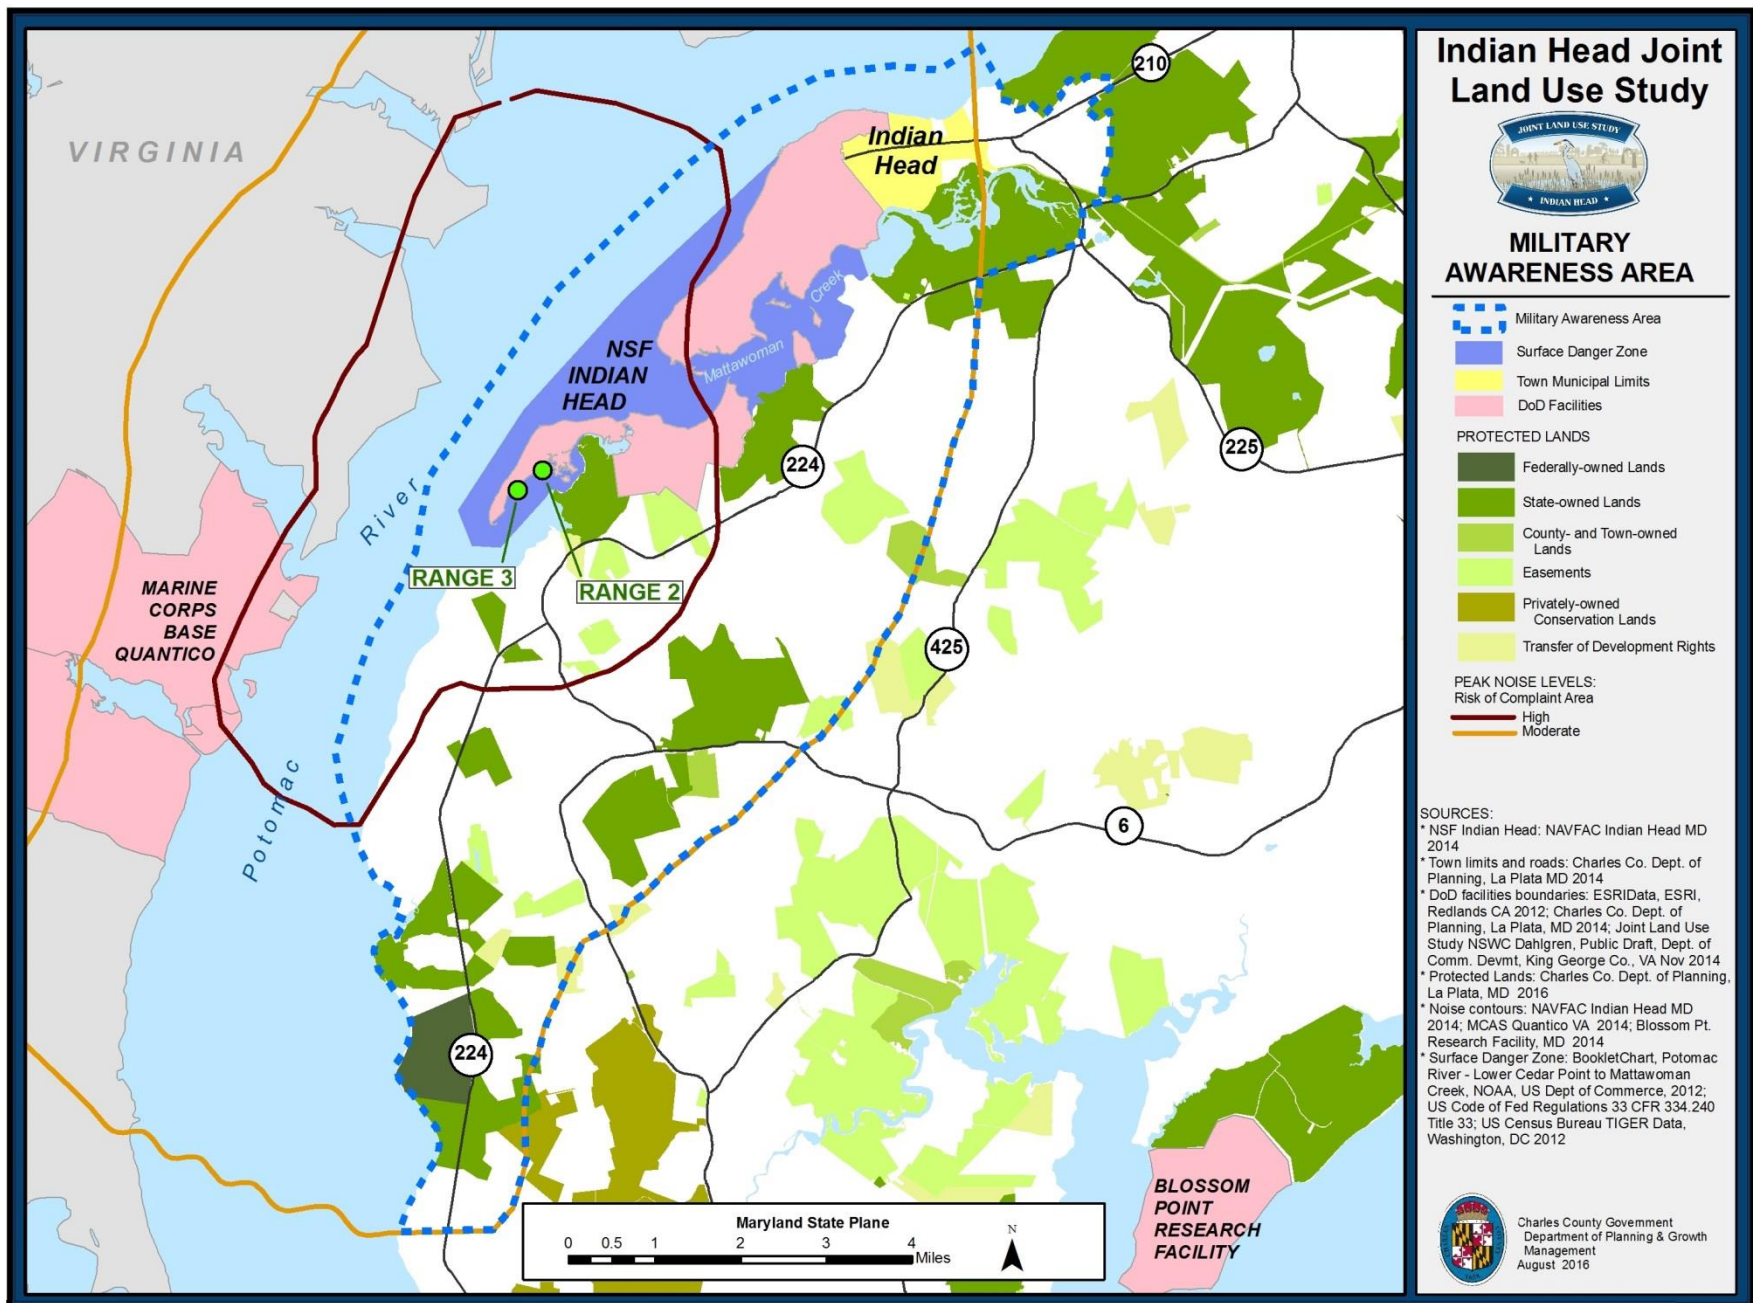 VIRGINIA
Indian
Head
210
NSF
INDIAN
HEAD
Mattawoman
Creek
River
224
225
RANGE 3
RANGE 2
MARINE
CORPS
BASE
QUANTICO
425
Potomac
6
224
BLOSSOM
POINT
RESEARCH
FACILITY
Maryland State Plane
0 0.5 1 2 3 4
Miles
N
Indian Head Joint
Land Use Study
JOINT LAND USE STUDY
INDIAN HEAD
MILITARY
AWARENESS AREA
Military Awareness Area
Surface Danger Zone
Town Municipal Limits
DoD Facilities
PROTECTED LANDS
Federally-owned Lands
State-owned Lands
County- and Town-owned
Lands
Easements
Privately-owned
Conservation Lands
Transfer of Development Rights
PEAK NOISE LEVELS:
Risk of Complaint Area
High
Moderate
SOURCES:
* NSF Indian Head: NAVFAC Indian Head MD
2014
* Town limits and roads: Charles Co. Dept. of
Planning, La Plata MD 2014
* DoD facilities boundaries: ESRIData, ESRI,
Redlands CA 2012; Charles Co. Dept. of
Planning, La Plata, MD 2014; Joint Land Use
Study NSWC Dahlgren, Public Draft, Dept. of
Comm. Devmt, King George Co., VA Nov 2014
* Protected Lands: Charles Co. Dept. of Planning,
La Plata, MD 2016
* Noise contours: NAVFAC Indian Head MD
2014; MCAS Quantico VA 2014; Blossom Pt.
Research Facility, MD 2014
* Surface Danger Zone: BookletChart, Potomac
River - Lower Cedar Point to Mattawoman
Creek, NOAA, US Dept of Commerce, 2012;
US Code of Fed Regulations 33 CFR 334.240
Title 33; US Census Bureau TIGER Data,
Washington, DC 2012
Charles County Government
Department of Planning & Growth
Management
August 2016